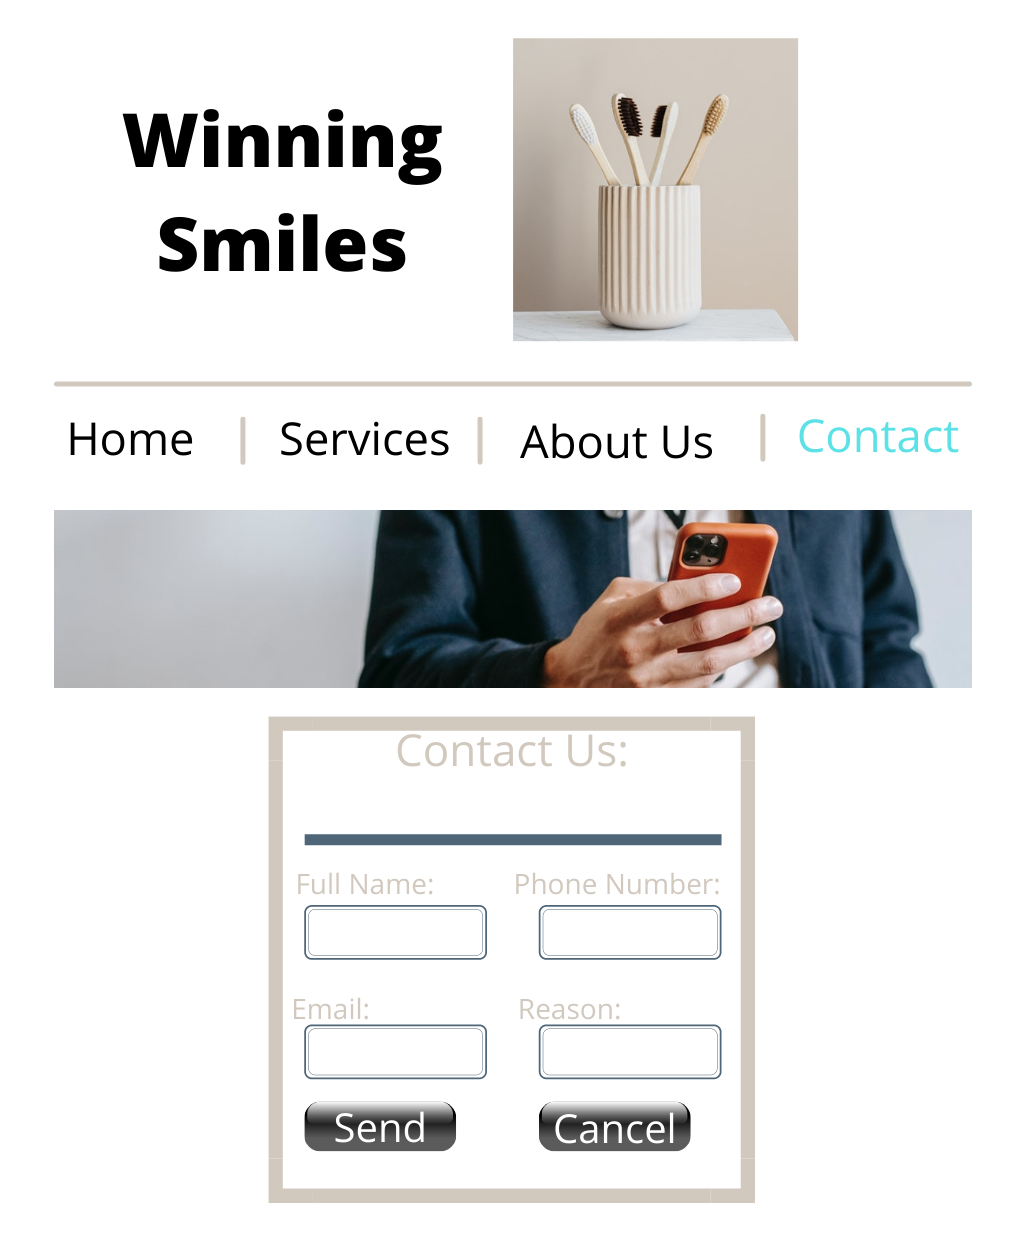 Winning
Smiles
Home
Services
About Us
Contact
Contact Us:
Full Name:
Phone Number:
Email:
Reason:
Send
Cancel